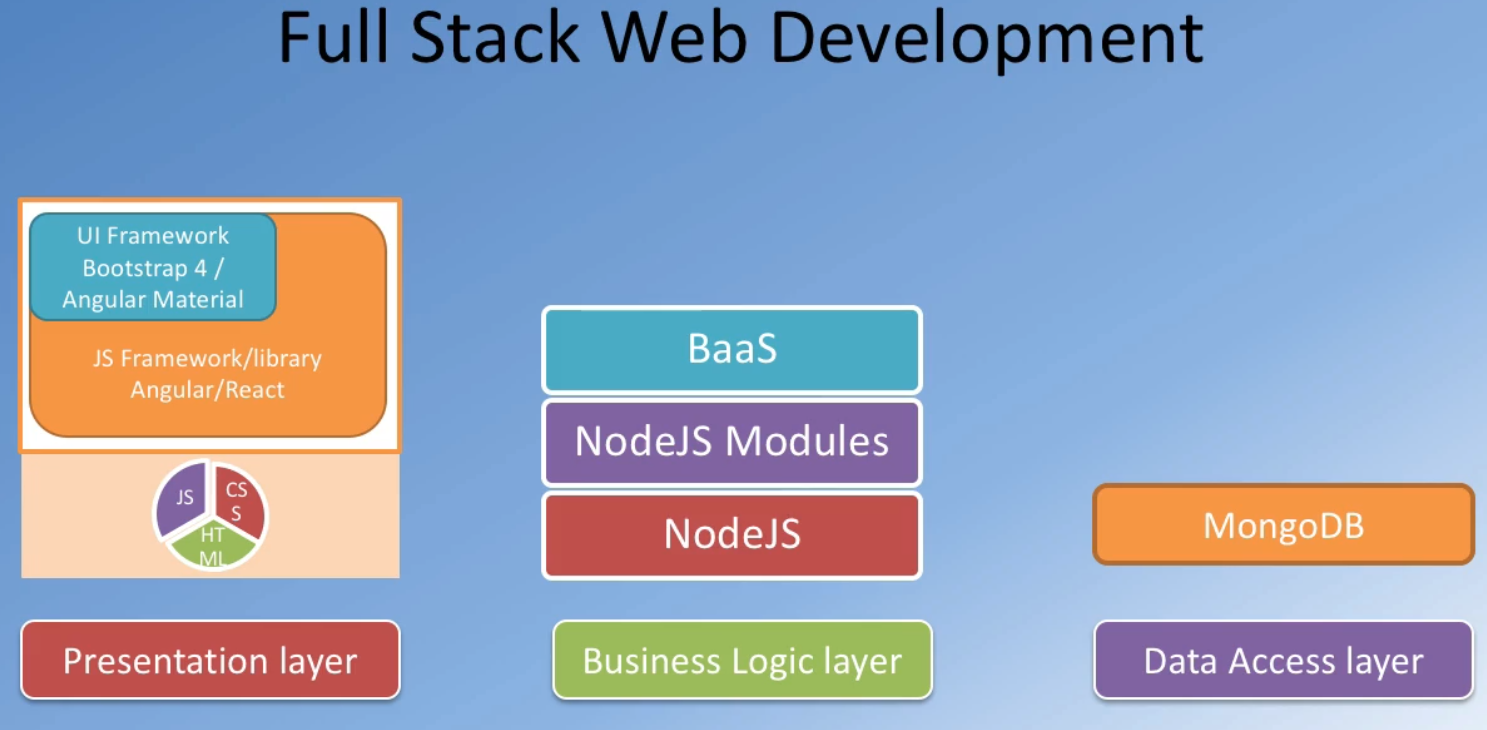 Full Stack Web Development
UI Framework
Bootstrap 4 /
Angular Material
JS Framework/library
Angular/React
JS
CS
S
HT
ML
Presentation layer
BaaS
NodeJS Modules
NodeJS
Business Logic layer
MongoDB
Data Access layer